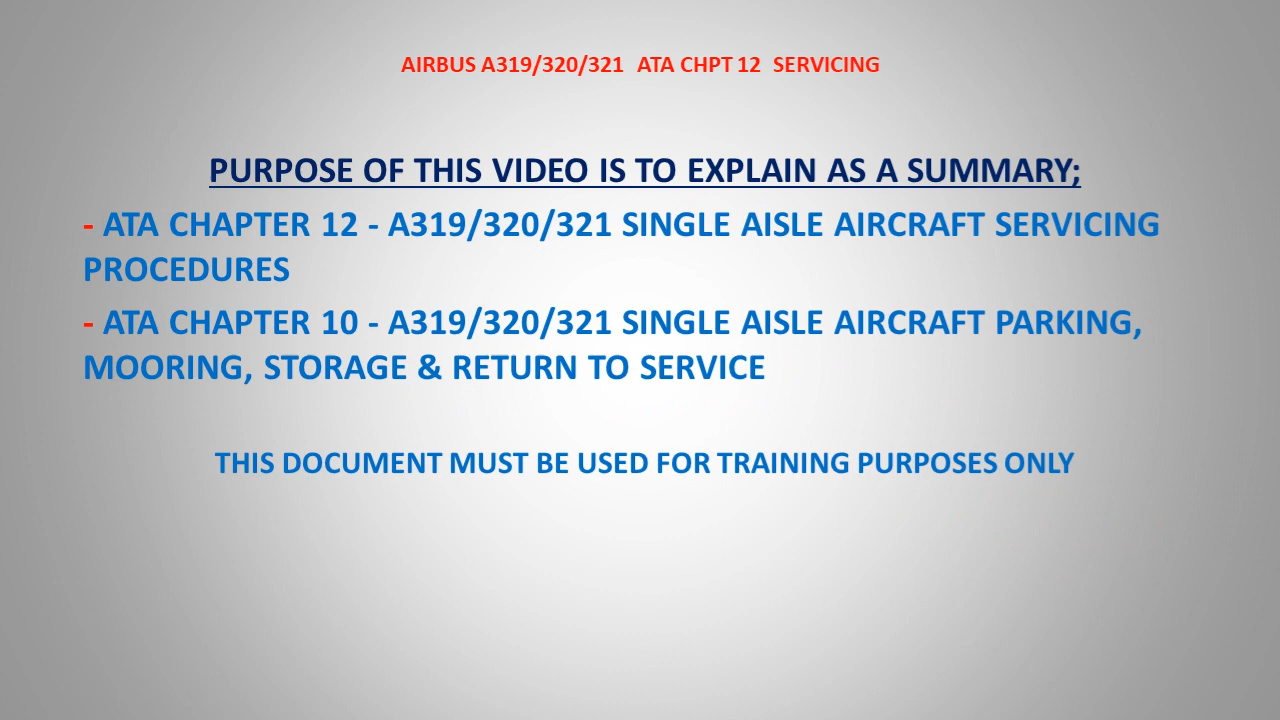 AIRBUS A319/320/321 ATA CHPT 12 SERVICING
PURPOSE OF THIS VIDEO IS TO EXPLAIN AS A SUMMARY;
- ATA CHAPTER 12 - A319/320/321 SINGLE AISLE AIRCRAFT SERVICING
PROCEDURES
- ATA CHAPTER 10 - A319/320/321 SINGLE AISLE AIRCRAFT PARKING,
MOORING, STORAGE & RETURN TO SERVICE
THIS DOCUMENT MUST BE USED FOR TRAINING PURPOSES ONLY